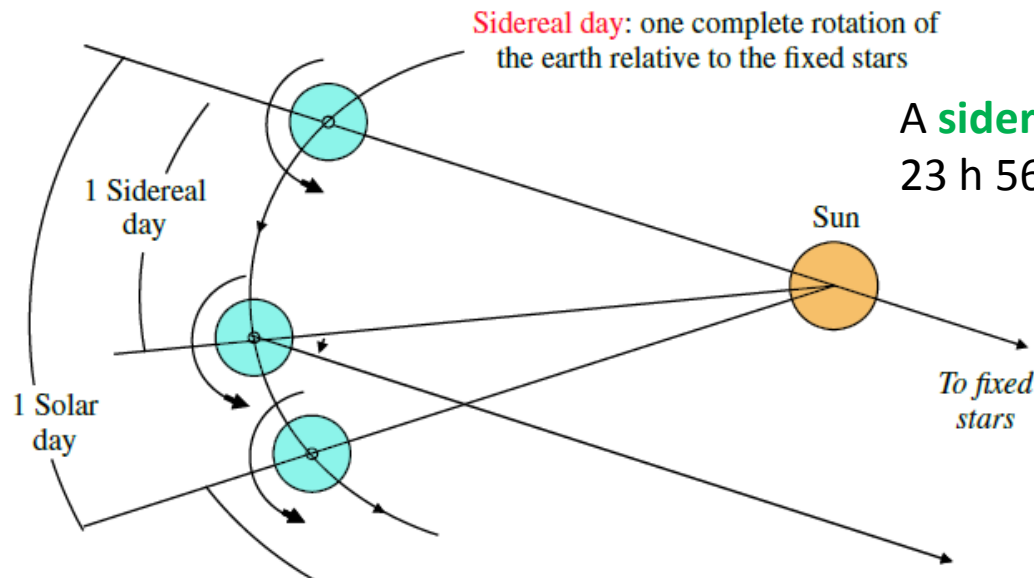 Sidereal day: one complete rotation of
the earth relative to the fixed stars
A
23 h
1 Sidereal
day
Sun
To fixed
stars
1 Solar
day